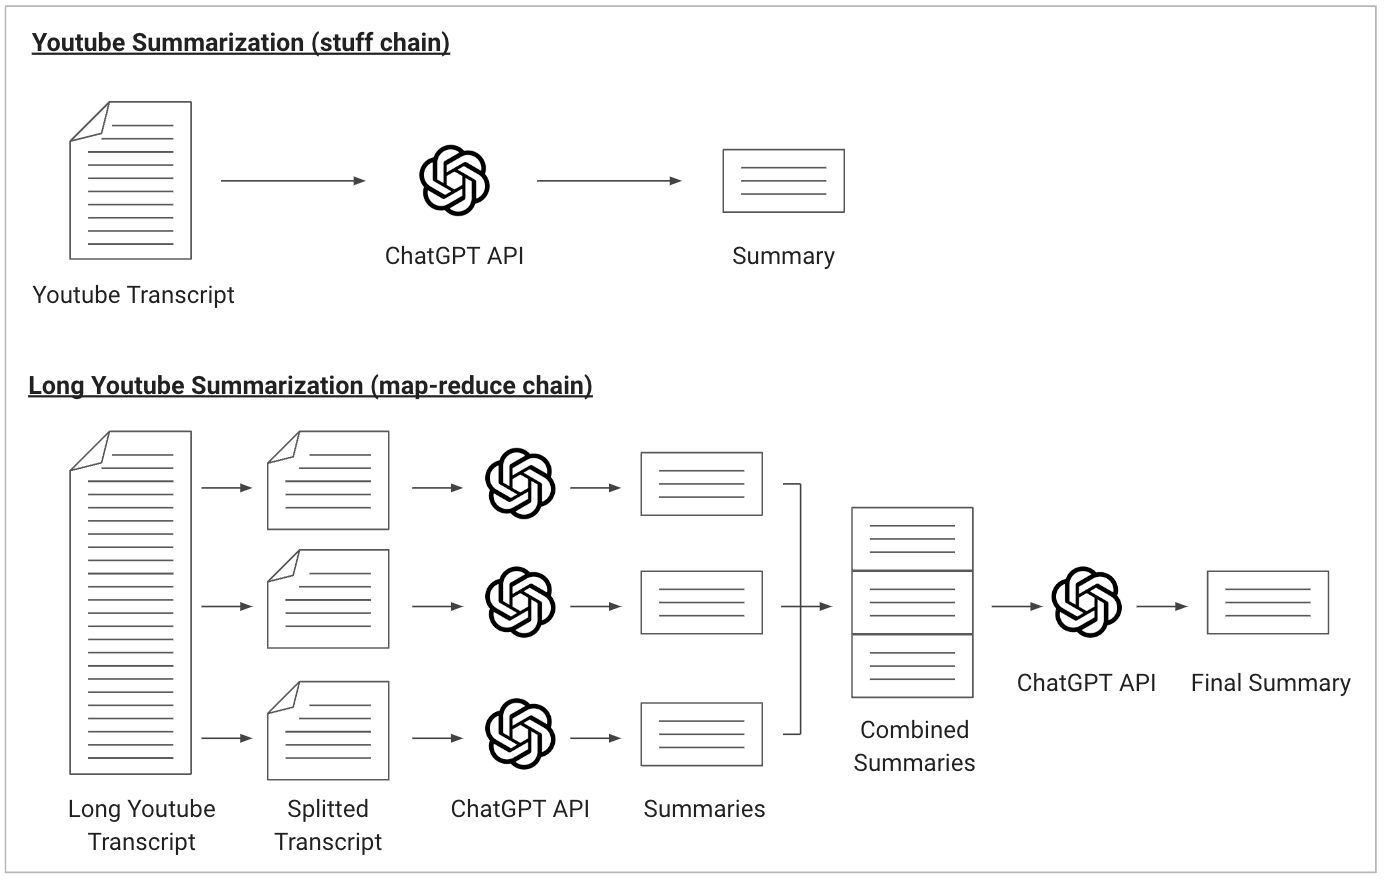 Youtube Summarization (stuff chain)
ChatGPT API
Summary
Youtube Transcript
Long Youtube Summarization (map-reduce chain)
ChatGPT API
Final Summary
Combined
Summaries
Long Youtube
Transcript
Splitted
Transcript
ChatGPT API
Summaries